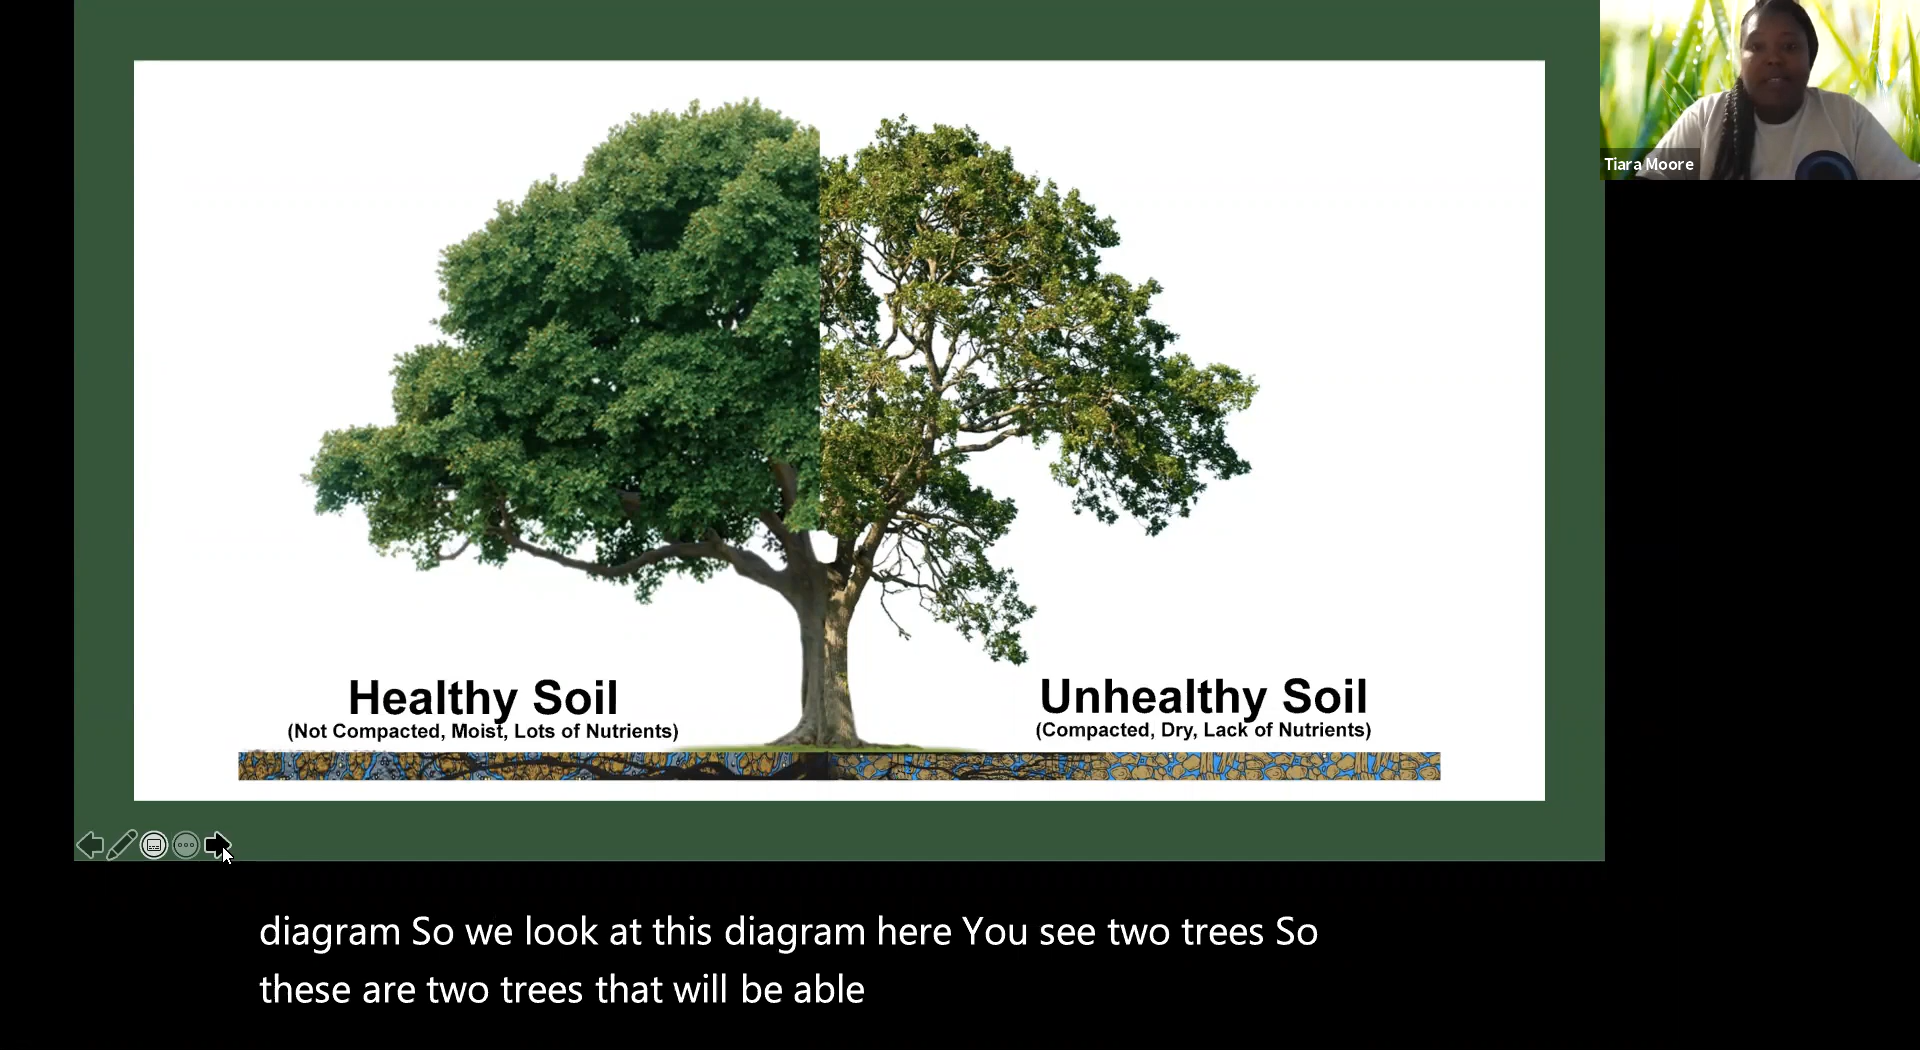 Tiara Moore
Healthy Soil
(Not Compacted, Moist, Lots of Nutrients)
Unhealthy Soil
(Compacted, Dry, Lack of Nutrients)
diagram So we look at this diagram here You see two trees So
these are two trees that will be able